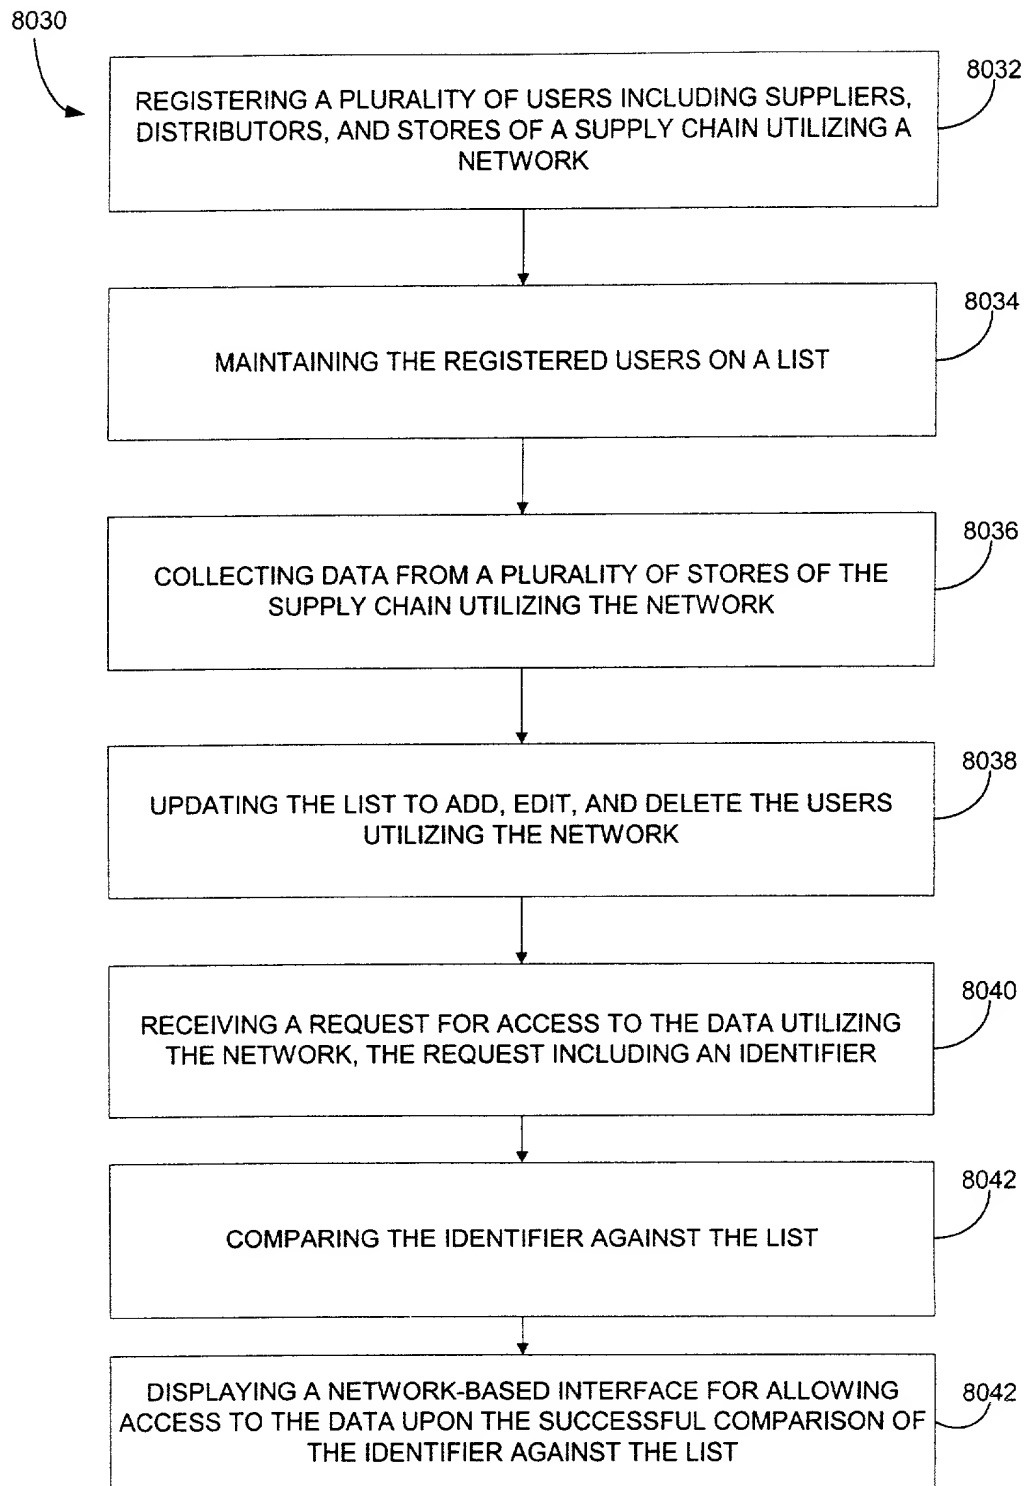 8030
8032
REGISTERING A PLURALITY OF USERS INCLUDING SUPPLIERS,
DISTRIBUTORS, AND STORES OF A SUPPLY CHAIN UTILIZING A
NETWORK
8034
MAINTAINING THE REGISTERED USERS ON A LIST
8036
COLLECTING DATA FROM A PLURALITY OF STORES OF THE
SUPPLY CHAIN UTILIZING THE NETWORK
8038
UPDATING THE LIST TO ADD, EDIT, AND DELETE THE USERS
UTILIZING THE NETWORK
8040
RECEIVING A REQUEST FOR ACCESS TO THE DATA UTILIZING
THE NETWORK, THE REQUEST INCLUDING AN IDENTIFIER
8042
COMPARING THE IDENTIFIER AGAINST THE LIST
8042
DISPLAYING A NETWORK-BASED INTERFACE FOR ALLOWING
ACCESS TO THE DATA UPON THE SUCCESSFUL COMPARISON OF
THE IDENTIFIER AGAINST THE LIST